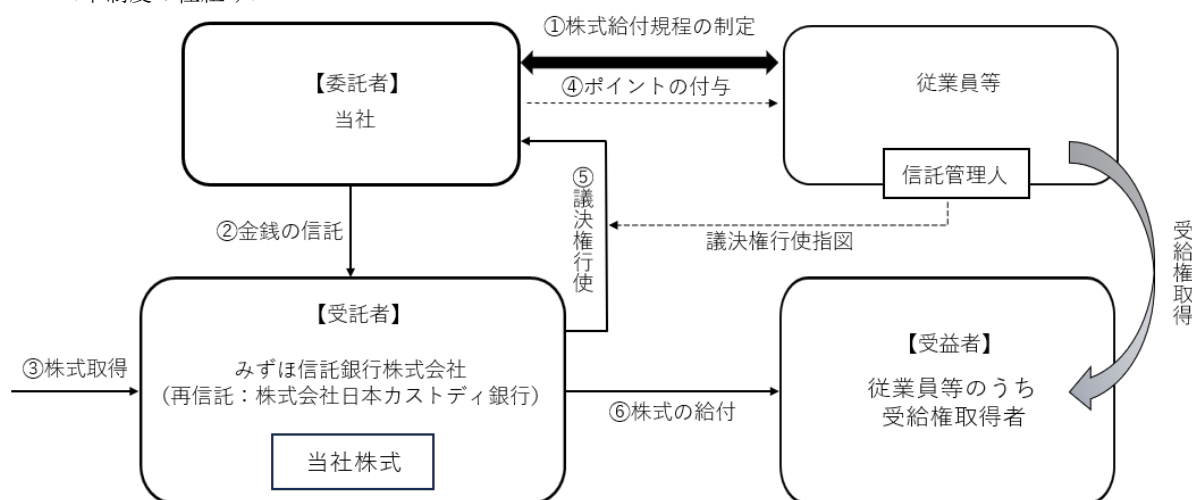 ①株式給付規程の制定
【委託者】
当社
④ポイントの付与
従業員等
信託管理人
②金銭の信託
⑤議決権行使
議決権行使指図
受給権取得
【受託者】
みずほ信託銀行株式会社
(再信託：株式会社日本カストディ銀行)
当社株式
③株式取得
⑥株式の給付
【受益者】
従業員等のうち
受給権取得者